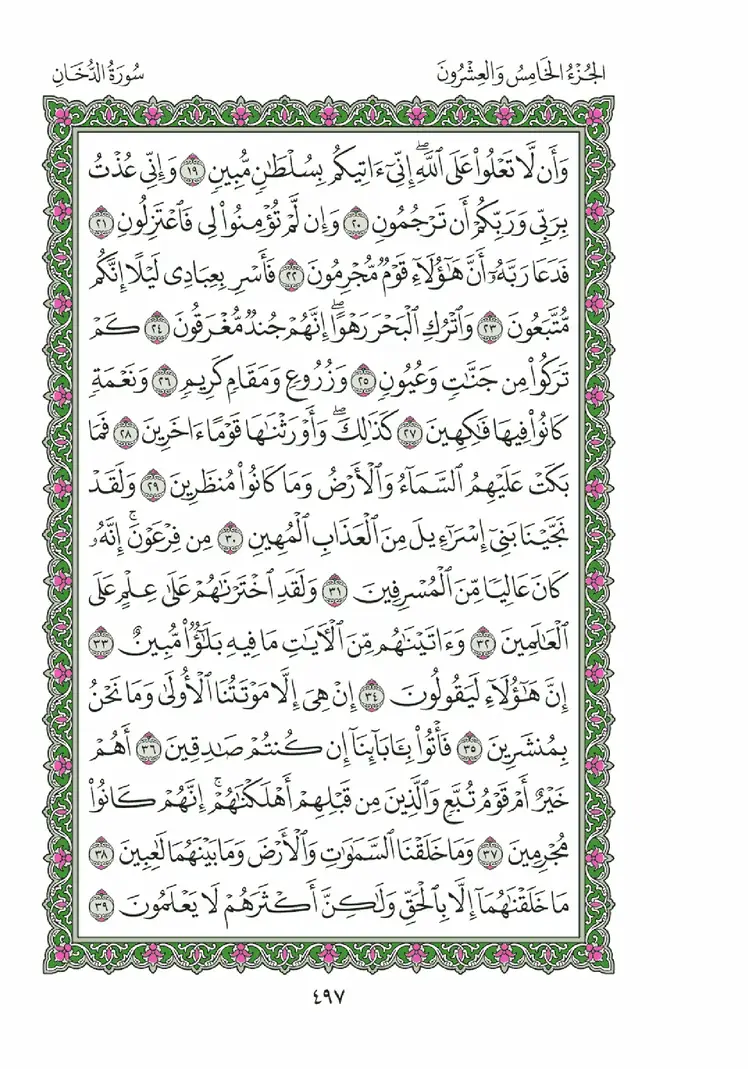 الجُزْءُ الخَامِسُ وَالعِشْرُونَ
سُورَةُ الدُّخَانِ
وَأَن لَّا تَعْلُوا۟ عَلَى ٱللَّهِ ۖ إِنِّىٓ ءَاتِيكُم بِسُلْطَٰنٍ مُّبِينٍ ١٩ وَإِنِّى عُذْتُ
بِرَبِّى وَرَبِّكُمْ أَن تَرْجُمُونِ ٢٠ وَإِن لَّمْ تُؤْمِنُوا۟ لِى فَٱعْتَزِلُونِ ٢١
فَدَعَا رَبَّهُۥٓ أَنَّ هَٰٓؤُلَآءِ قَوْمٌ مُّجْرِمُونَ ٢٢ فَأَسْرِ بِعِبَادِى لَيْلًا إِنَّكُم
مُّتَّبَعُونَ ٢٣ وَٱتْرُكِ ٱلْبَحْرَ رَهْوًا ۖ إِنَّهُمْ جُندٌ مُّغْرَقُونَ ٢٤ كَمْ
تَرَكُوا۟ مِن جَنَّٰتٍ وَعُيُونٍ ٢٥ وَزُرُوعٍ وَمَقَامٍ كَرِيمٍ ٢٦ وَنَعْمَةٍ
كَانُوا۟ فِيهَا فَٰكِهِينَ ٢٧ كَذَٰلِكَ ۖ وَأَوْرَثْنَٰهَا قَوْمًا ءَاخَرِينَ ٢٨ فَمَا
بَكَتْ عَلَيْهِمُ ٱلسَّمَآءُ وَٱلْأَرْضُ وَمَا كَانُوا۟ مُنظَرِينَ ٢٩ وَلَقَدْ
نَجَّيْنَا بَنِىٓ إِسْرَٰٓءِيلَ مِنَ ٱلْعَذَابِ ٱلْمُهِينِ ٣٠ مِن فِرْعَوْنَ ۚ إِنَّهُۥ
كَانَ عَالِيًا مِّنَ ٱلْمُسْرِفِينَ ٣١ وَلَقَدِ ٱخْتَرْنَٰهُمْ عَلَىٰ عِلْمٍ عَلَى
ٱلْعَٰلَمِينَ ٣٢ وَءَاتَيْنَٰهُم مِّنَ ٱلْءَايَٰتِ مَا فِيهِ بَلَٰٓؤٌا۟ مُّبِينٌ ٣٣
إِنَّ هَٰٓؤُلَآءِ لَيَقُولُونَ ٣٤ إِنْ هِىَ إِلَّا مَوْتَتُنَا ٱلْأُولَىٰ وَمَا نَحْنُ
بِمُنشَرِينَ ٣٥ فَأْتُوا۟ بِـَٔابَآئِنَآ إِن كُنتُمْ صَٰدِقِينَ ٣٦ أَهُمْ
خَيْرٌ أَمْ قَوْمُ تُبَّعٍ وَٱلَّذِينَ مِن قَبْلِهِمْ ۚ أَهْلَكْنَٰهُمْ ۖ إِنَّهُمْ كَانُوا۟
مُجْرِمِينَ ٣٧ وَمَا خَلَقْنَا ٱلسَّمَٰوَٰتِ وَٱلْأَرْضَ وَمَا بَيْنَهُمَا لَٰعِبِينَ ٣٨
مَا خَلَقْنَٰهُمَآ إِلَّا بِٱلْحَقِّ وَلَٰكِنَّ أَكْثَرَهُمْ لَا يَعْلَمُونَ ٣٩
٤٩٧